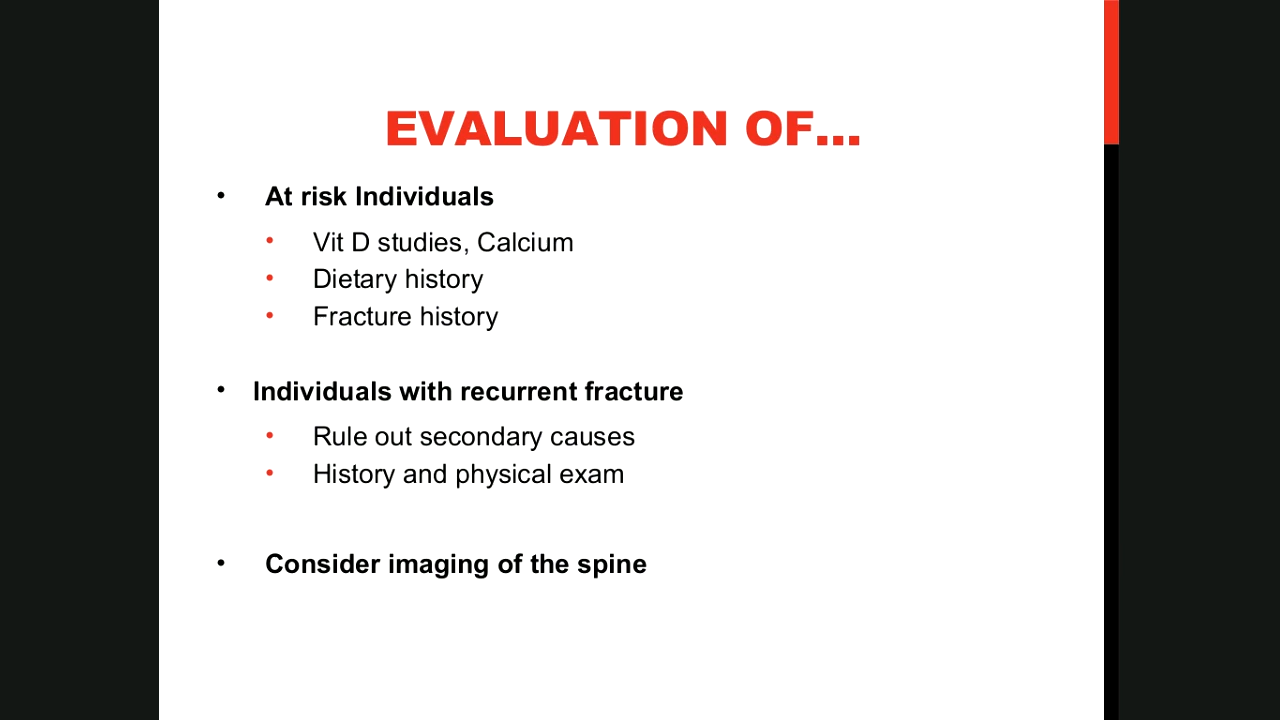 EVALUATION OF...
• At risk Individuals
• Vit D studies, Calcium
• Dietary history
• Fracture history
• Individuals with recurrent fracture
• Rule out secondary causes
• History and physical exam
• Consider imaging of the spine